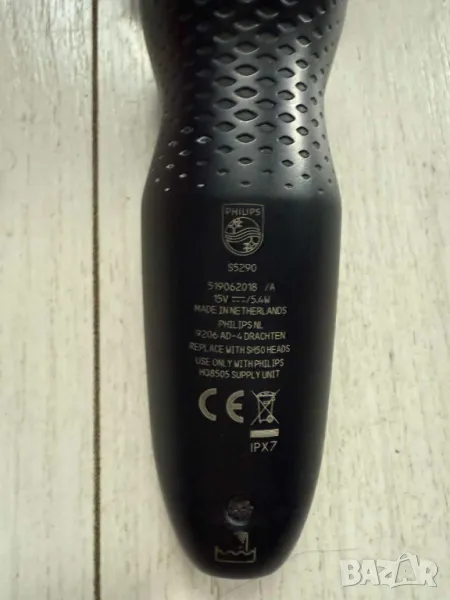 PHILIPS
S5290
519062018 /A
15V ⎓/5.4W
MADE IN NETHERLANDS
PHILIPS NL
9206 AD-4 DRACHTEN
REPLACE WITH SH50 HEADS
USE ONLY WITH PHILIPS
HQ8505 SUPPLY UNIT
CE
IPX7
BAZAR